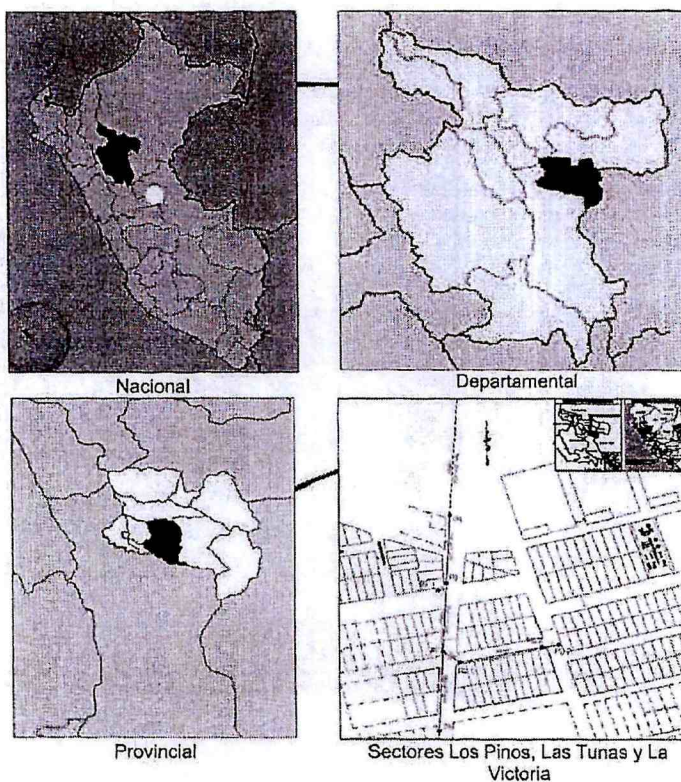 Nacional
Departamental
Provincial
Sectores Los Pinos, Las Tunas y La
Victoria